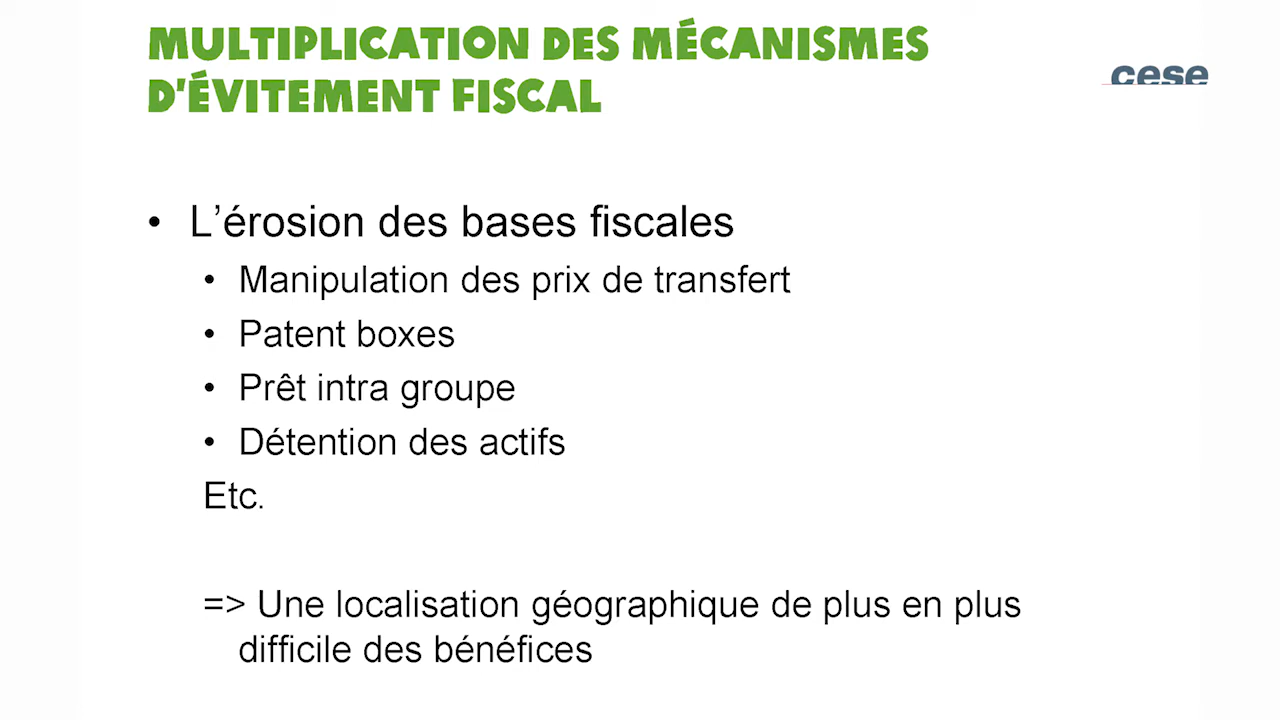 MULTIPLICATION DES MÉCANISMES
D'ÉVITEMENT FISCAL
cese
• L’érosion des bases fiscales
• Manipulation des prix de transfert
• Patent boxes
• Prêt intra groupe
• Détention des actifs
Etc.
=> Une localisation géographique de plus en plus
difficile des bénéfices